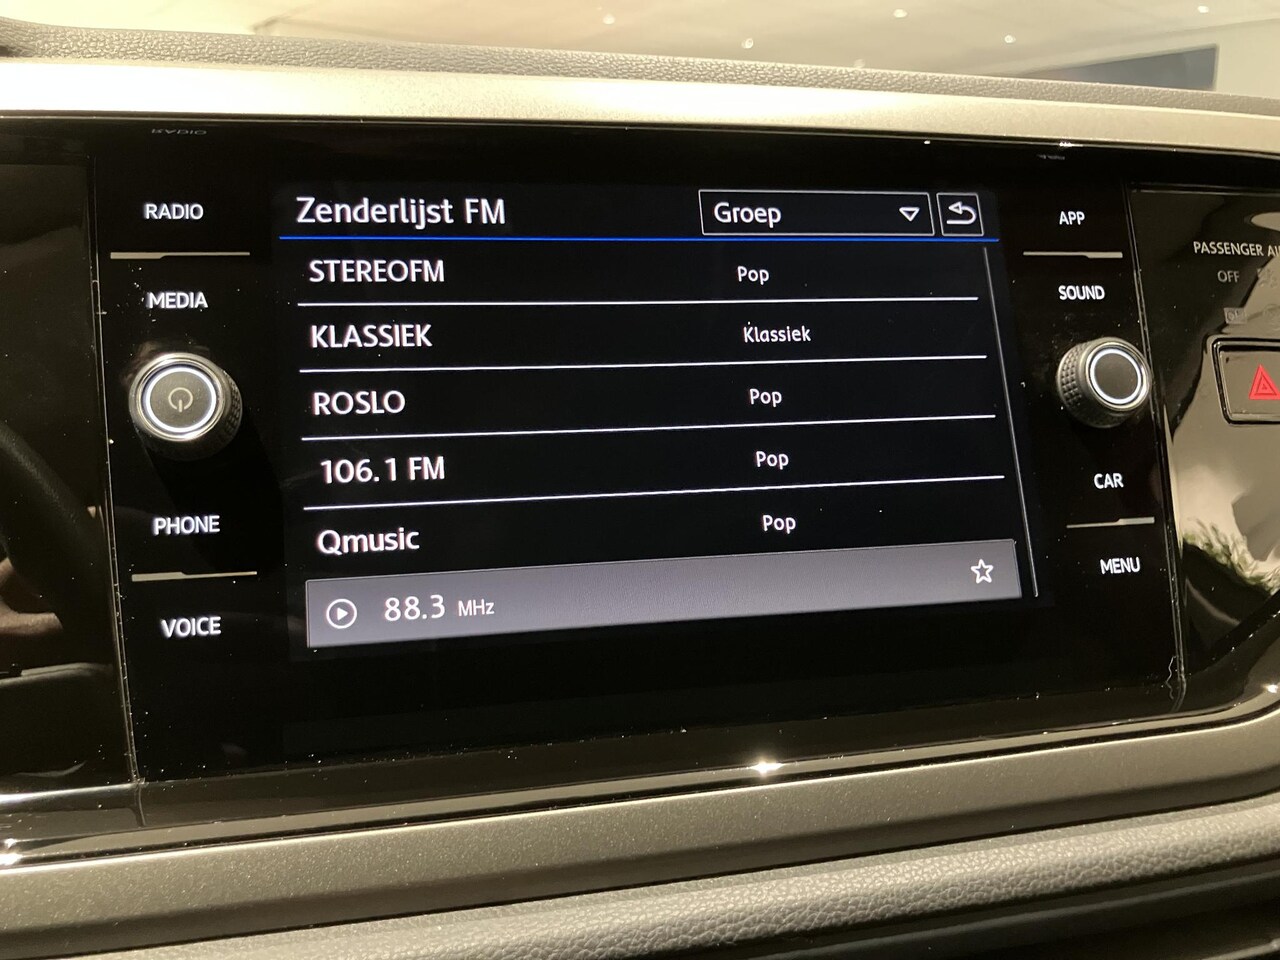 RADIO
MEDIA
PHONE
VOICE
Zenderlijst FM
Groep
STEREOFM Pop
KLASSIEK Klassiek
ROSLO Pop
106.1 FM Pop
Qmusic Pop
88.3 MHz
APP
SOUND
CAR
MENU
PASSENGER
OFF